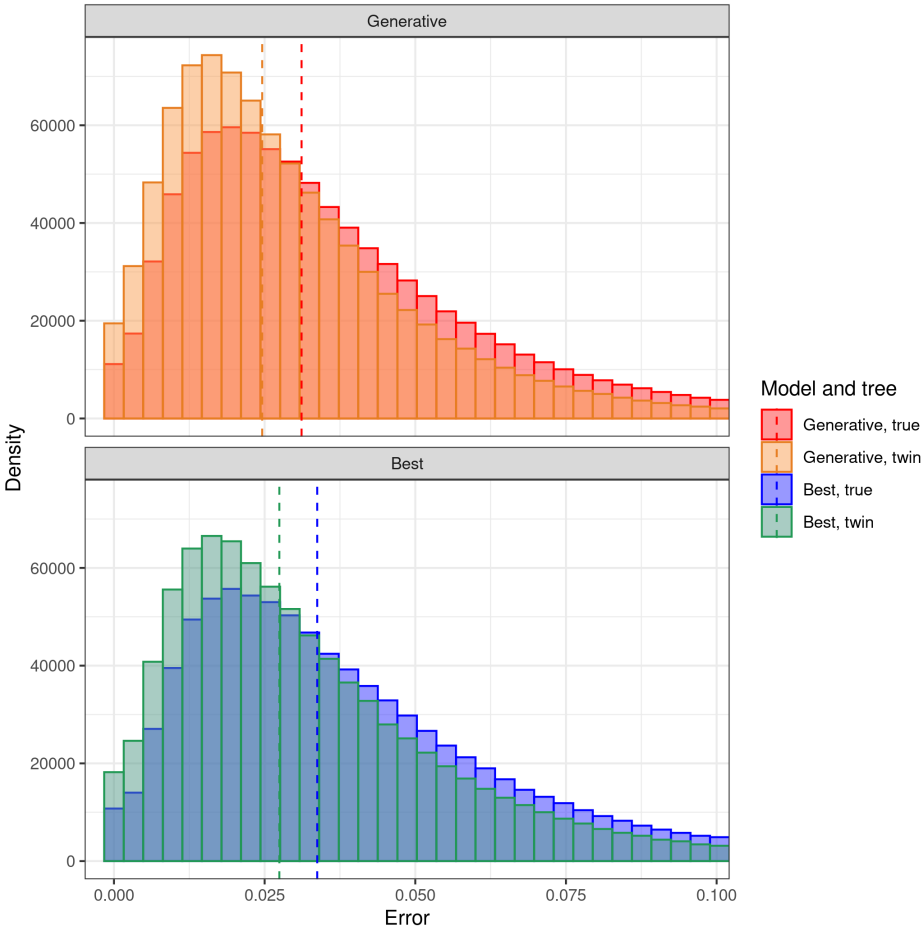 Generative
60000
40000
20000
0
Best
60000
40000
20000
0
0.000
0.025
0.050
0.075
0.100
Error
Density
Model and tree
Generative, true
Generative, twin
Best, true
Best, twin